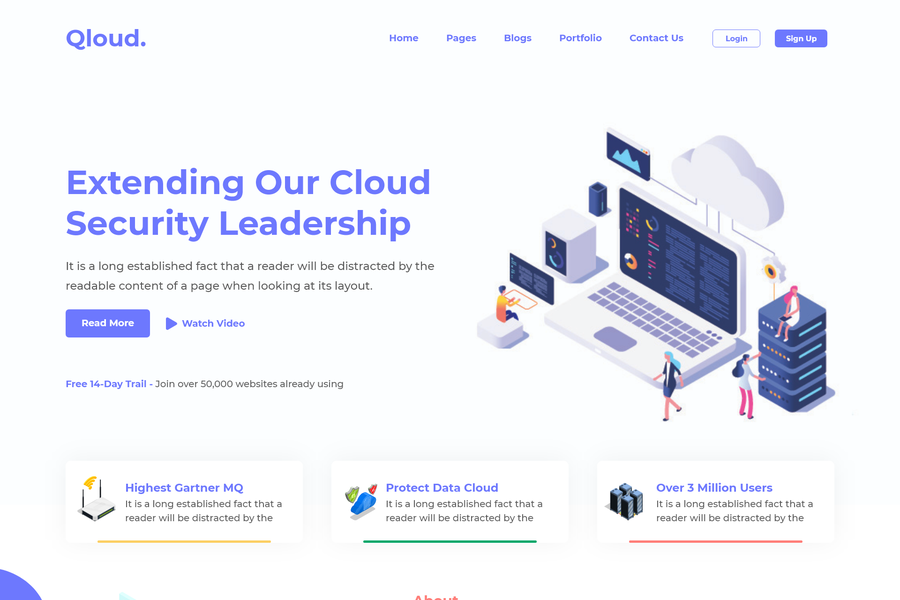 Qloud.
Home Pages Blogs Portfolio Contact Us Login Sign Up
Extending Our Cloud
Security Leadership
It is a long established fact that a reader will be distracted by the
readable content of a page when looking at its layout.
Read More Watch Video
Free 14-Day Trail - Join over 50,000 websites already using
Highest Gartner MQ
It is a long established fact that a
reader will be distracted by the
Protect Data Cloud
It is a long established fact that a
reader will be distracted by the
Over 3 Million Users
It is a long established fact that a
reader will be distracted by the
About